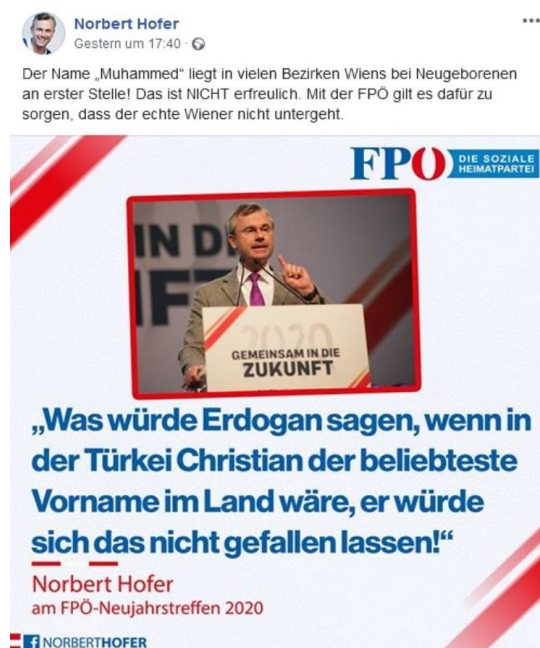 Norbert Hofer
Gestern um 17:40 ·
Der Name „Muhammed“ liegt in vielen Bezirken Wiens bei Neugeborenen
an erster Stelle! Das ist NICHT erfreulich. Mit der FPÖ gilt es dafür zu
sorgen, dass der echte Wiener nicht untergeht.
FPÖ DIE SOZIALE
HEIMATPARTEI
IN DI
2020
GEMEINSAM IN DIE
ZUKUNFT
„Was würde Erdogan sagen, wenn in
der Türkei Christian der beliebteste
Vorname im Land wäre, er würde
sich das nicht gefallen lassen!“
Norbert Hofer
am FPÖ-Neujahrstreffen 2020
f NORBERTHOFER